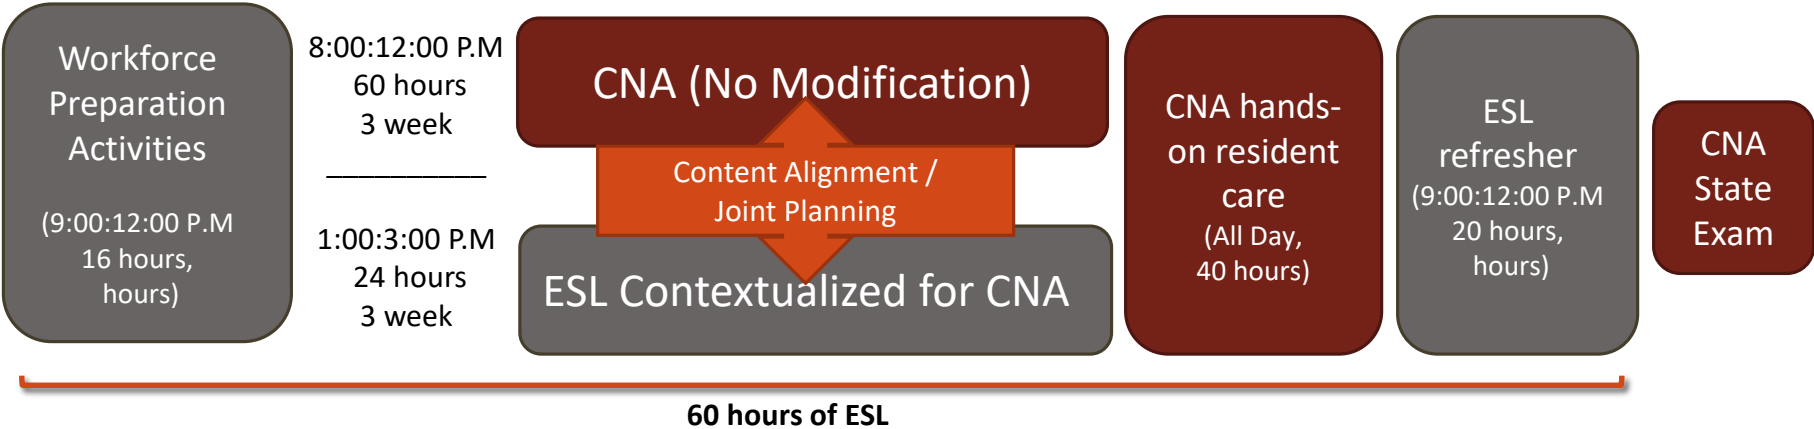 Workforce
Preparation
Activities
(9:00:12:00 P.M
16 hours,
hours)
8:00:12:00 P.M
60 hours
3 week
__________
1:00:3:00 P.M
24 hours
3 week
CNA (No Modification)
Content Alignment /
Joint Planning
ESL Contextualized for CNA
CNA hands-
on resident
care
(All Day,
40 hours)
ESL
refresher
(9:00:12:00 P.M
20 hours,
hours)
CNA
State
Exam
60 hours of ESL